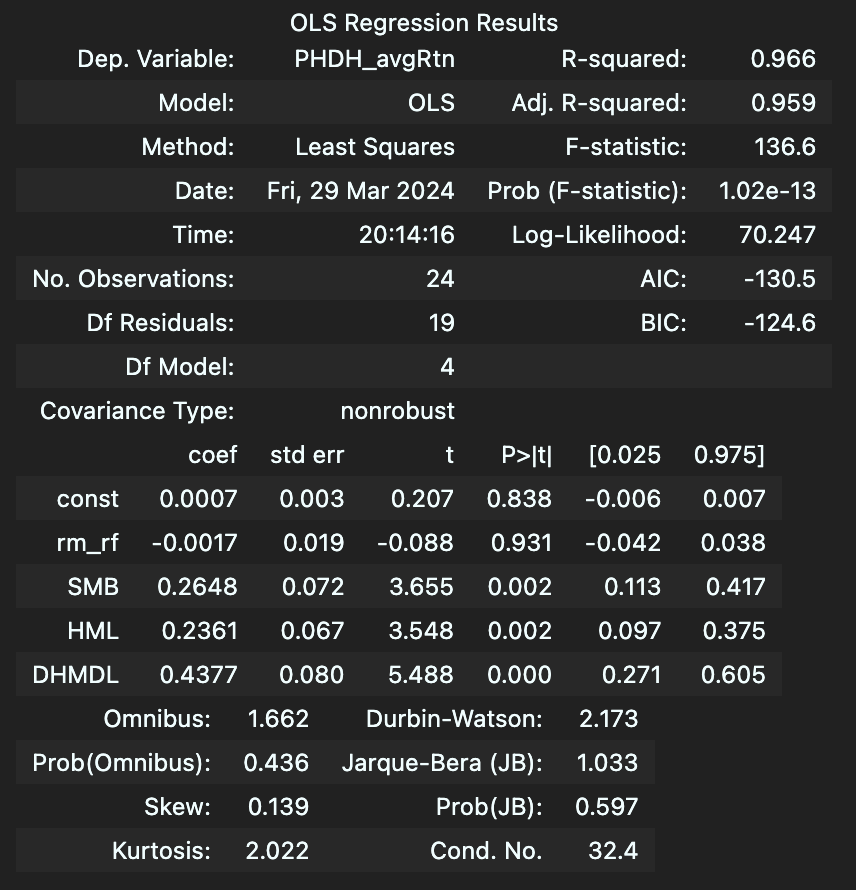 OLS Regression Results
Dep. Variable: PHDH_avgRtn R-squared: 0.966
Model: OLS Adj. R-squared: 0.959
Method: Least Squares F-statistic: 136.6
Date: Fri, 29 Mar 2024 Prob (F-statistic): 1.02e-13
Time: 20:14:16 Log-Likelihood: 70.247
No. Observations: 24 AIC: -130.5
Df Residuals: 19 BIC: -124.6
Df Model: 4
Covariance Type: nonrobust
coef std err t P>|t| [0.025 0.975]
const 0.0007 0.003 0.207 0.838 -0.006 0.007
rm_rf -0.0017 0.019 -0.088 0.931 -0.042 0.038
SMB 0.2648 0.072 3.655 0.002 0.113 0.417
HML 0.2361 0.067 3.548 0.002 0.097 0.375
DHMDL 0.4377 0.080 5.488 0.000 0.271 0.605
Omnibus: 1.662 Durbin-Watson: 2.173
Prob(Omnibus): 0.436 Jarque-Bera (JB): 1.033
Skew: 0.139 Prob(JB): 0.597
Kurtosis: 2.022 Cond. No. 32.4